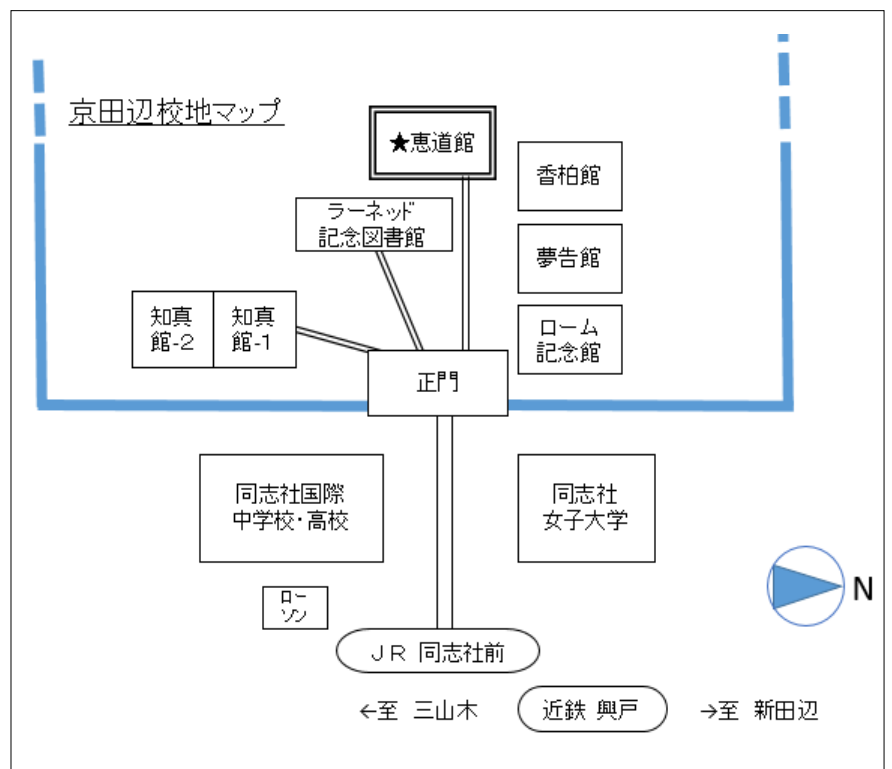 京田辺校地マップ
★恵道館
香柏館
ラーネッド
記念図書館
夢告館
知真
館-2
知真
館-1
ローム
記念館
正門
同志社国際
中学校・高校
同志社
女子大学
ロー
ソン
N
ＪＲ 同志社前
←至 三山木
近鉄 興戸
→至 新田辺